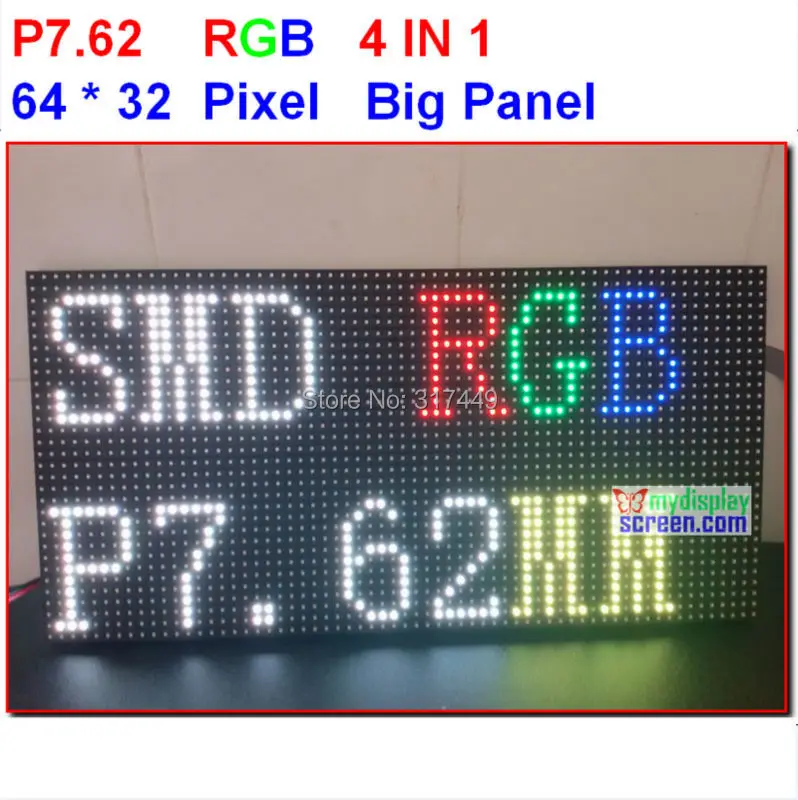 P7.62 RGB 4 IN 1
64 * 32 Pixel Big Panel
SMD RGB
Store No: 317449
P7.62MM
mydisplay
screen.com